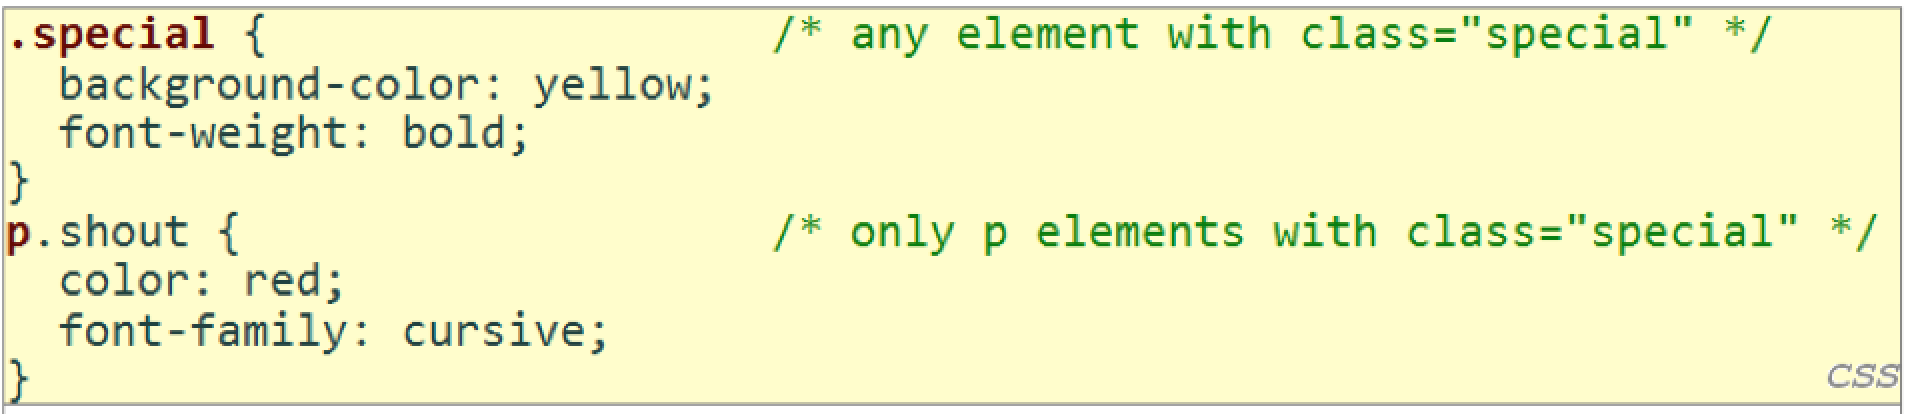 .special {                   /* any element with class="special" */
  background-color: yellow;
  font-weight: bold;
}
p.shout {                    /* only p elements with class="special" */
  color: red;
  font-family: cursive;
}
CSS